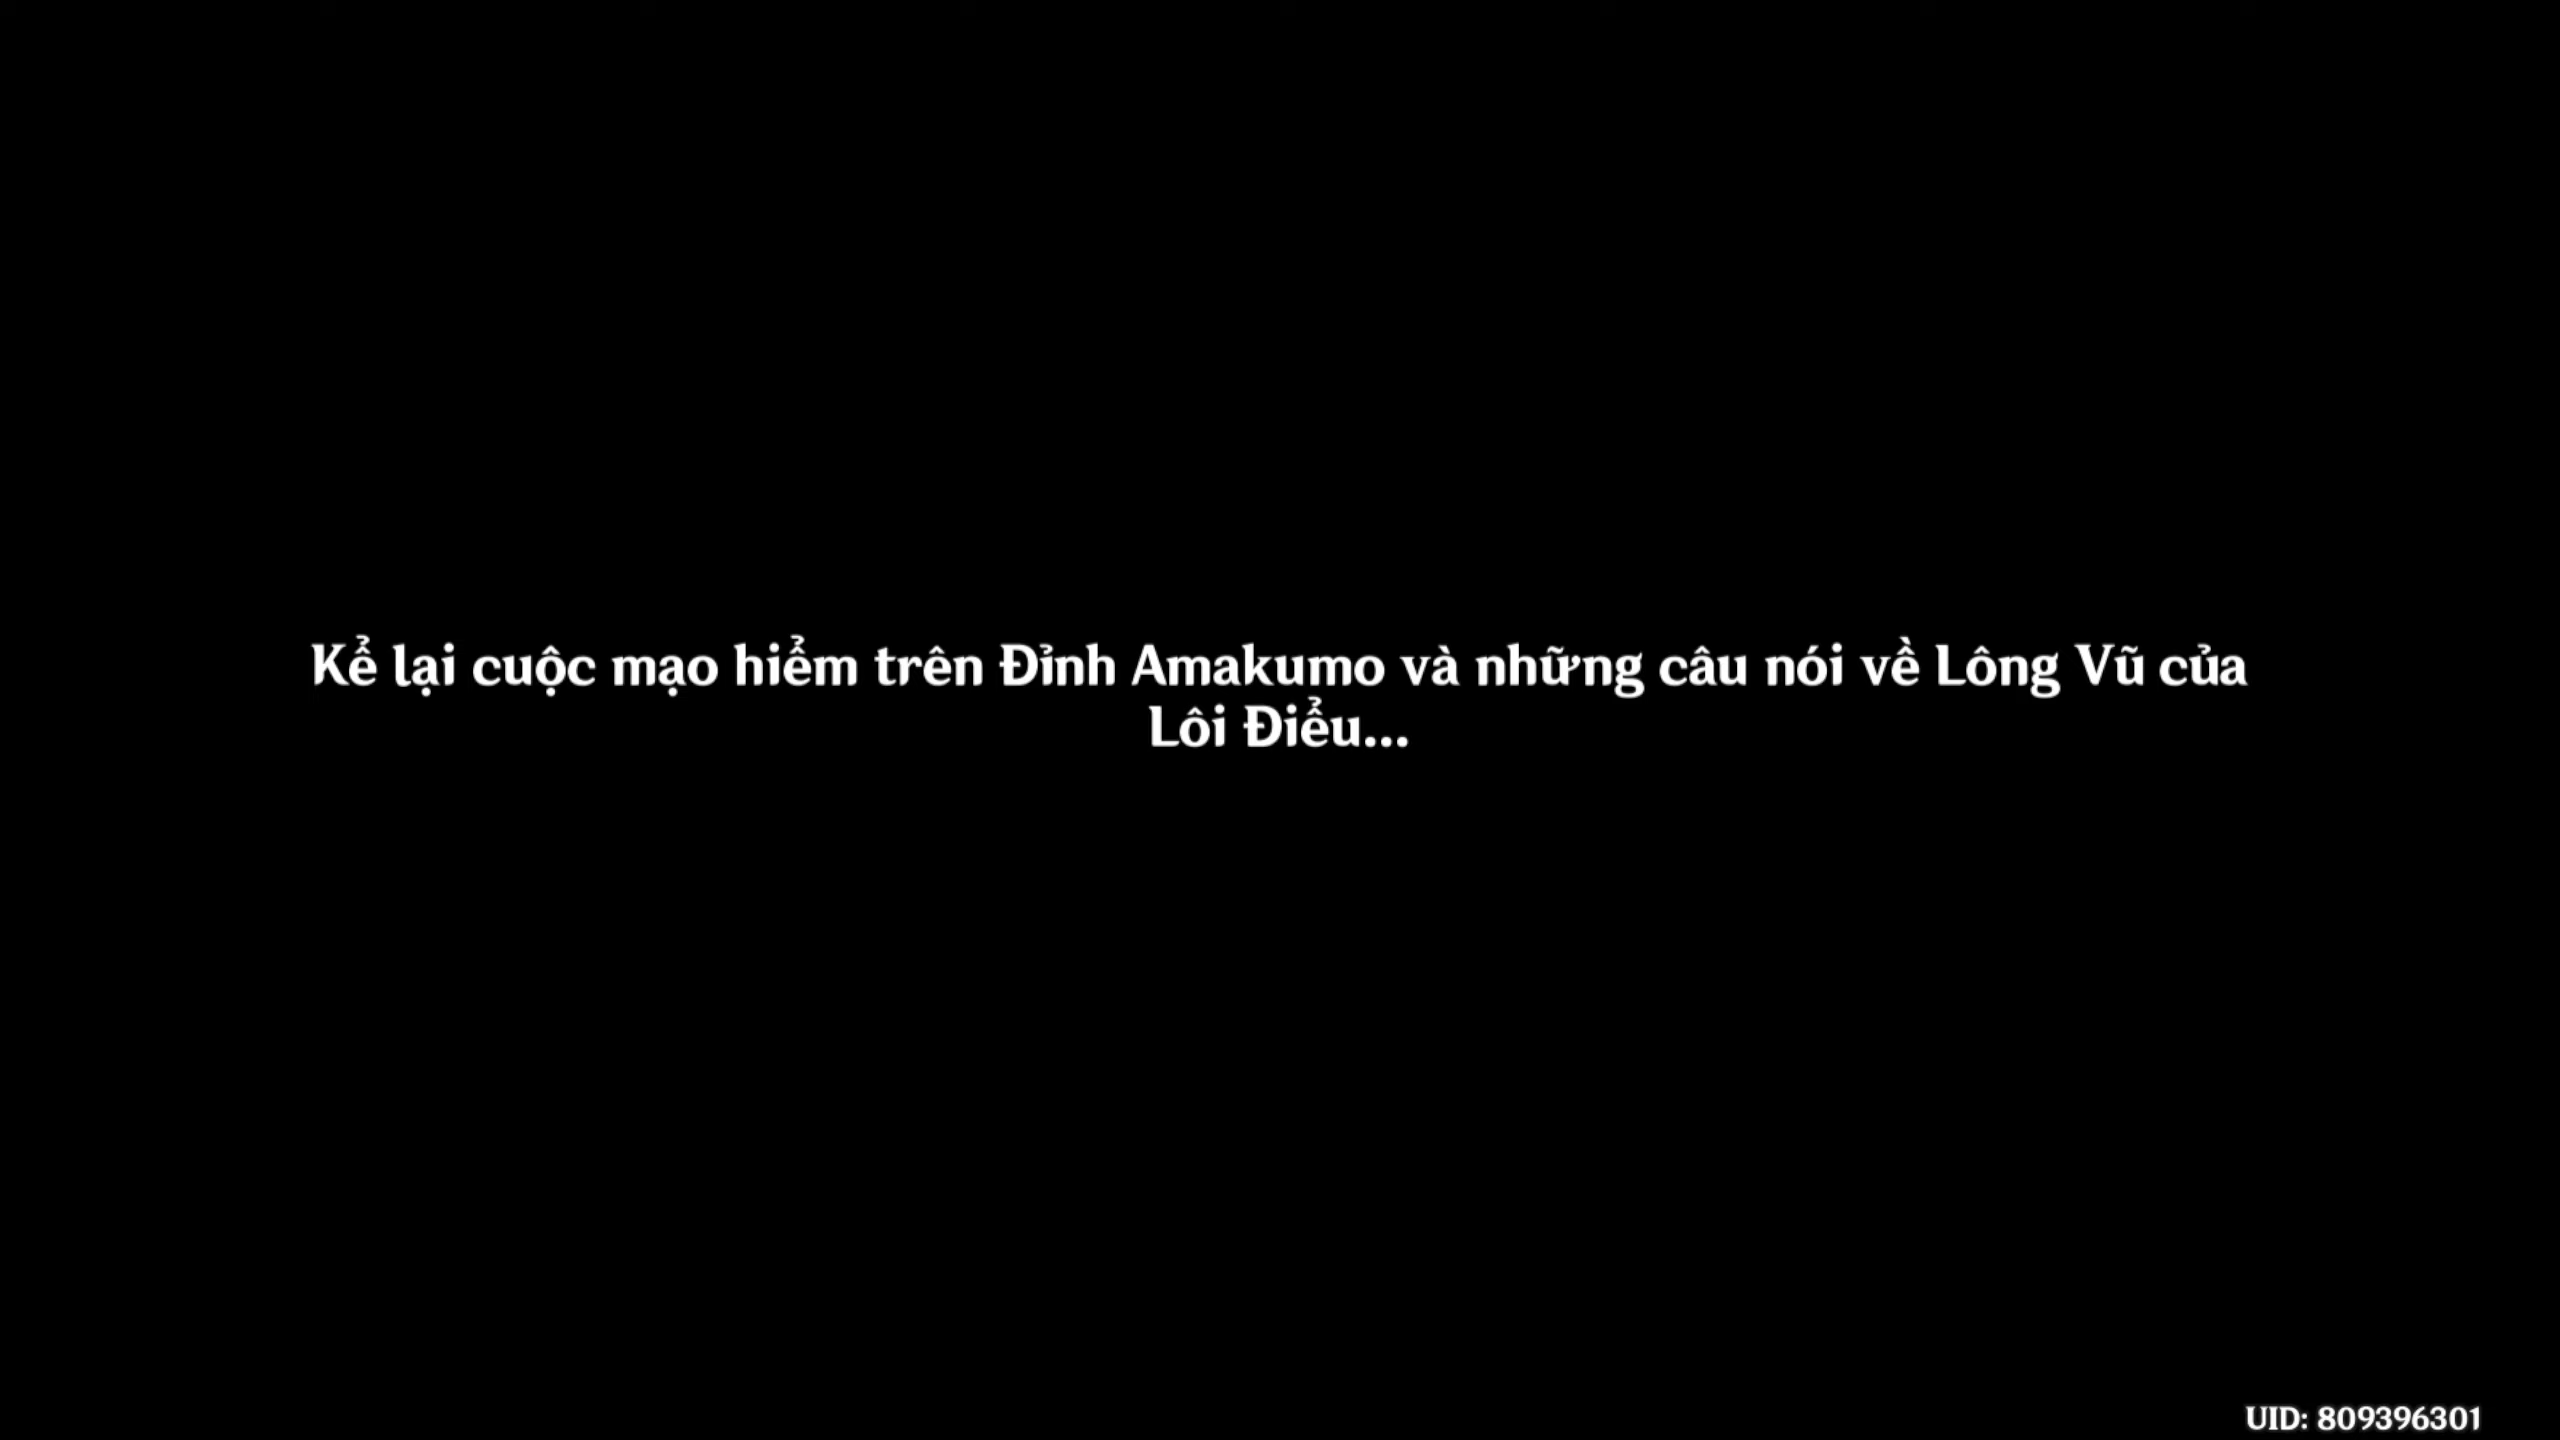 Kể lại cuộc mạo hiểm trên Đỉnh Amakumo và những câu nói về Lông Vũ của
Lôi Điểu...
UID: 809396301